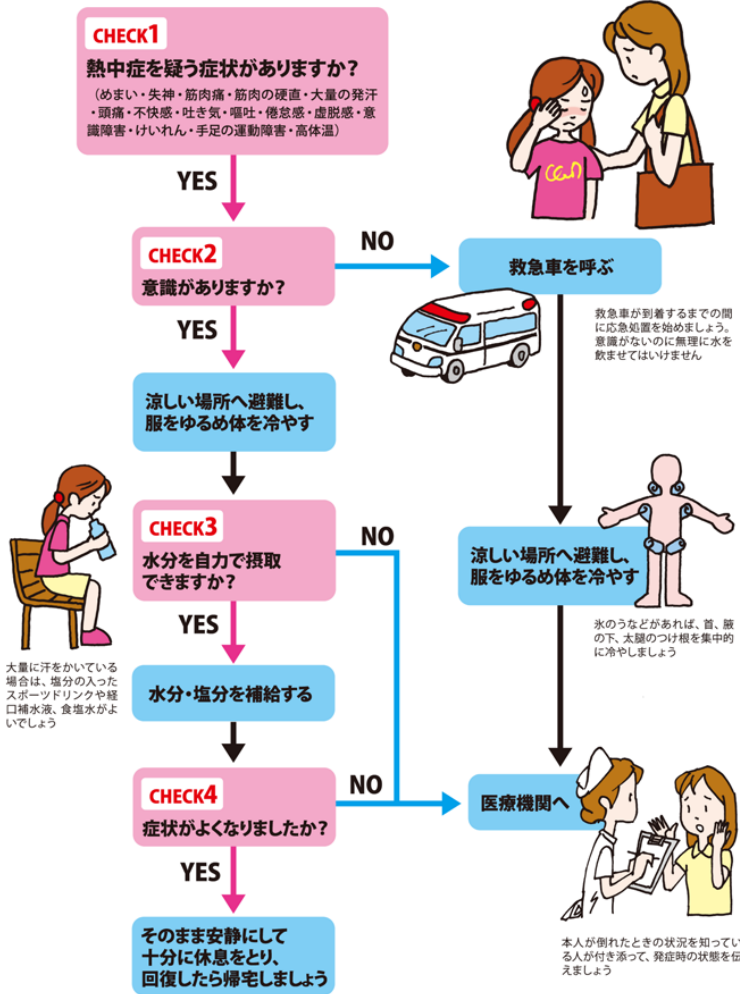 CHECK1
熱中症を疑う症状がありますか？
（めまい・失神・筋肉痛・筋肉の硬直・大量の発汗
・頭痛・不快感・吐き気・嘔吐・倦怠感・虚脱感・意
識障害・けいれん・手足の運動障害・高体温）
YES
CHECK2
意識がありますか？
NO
救急車を呼ぶ
救急車が到着するまでの間
に応急処置を始めましょう。
意識がないのに無理に水を
飲ませてはいけません
YES
涼しい場所へ避難し、
服をゆるめ体を冷やす
CHECK3
水分を自力で摂取
できますか？
NO
涼しい場所へ避難し、
服をゆるめ体を冷やす
氷のうなどがあれば、首、腋
の下、太腿のつけ根を集中的
に冷やしましょう
YES
大量に汗をかいている
場合は、塩分の入った
スポーツドリンクや経
口補水液、食塩水がよ
いでしょう
水分・塩分を補給する
CHECK4
症状がよくなりましたか？
NO
医療機関へ
YES
そのまま安静にして
十分に休息をとり、
回復したら帰宅しましょう
本人が倒れたときの状況を知ってい
る人が付き添って、発症時の状態を伝
えましょう